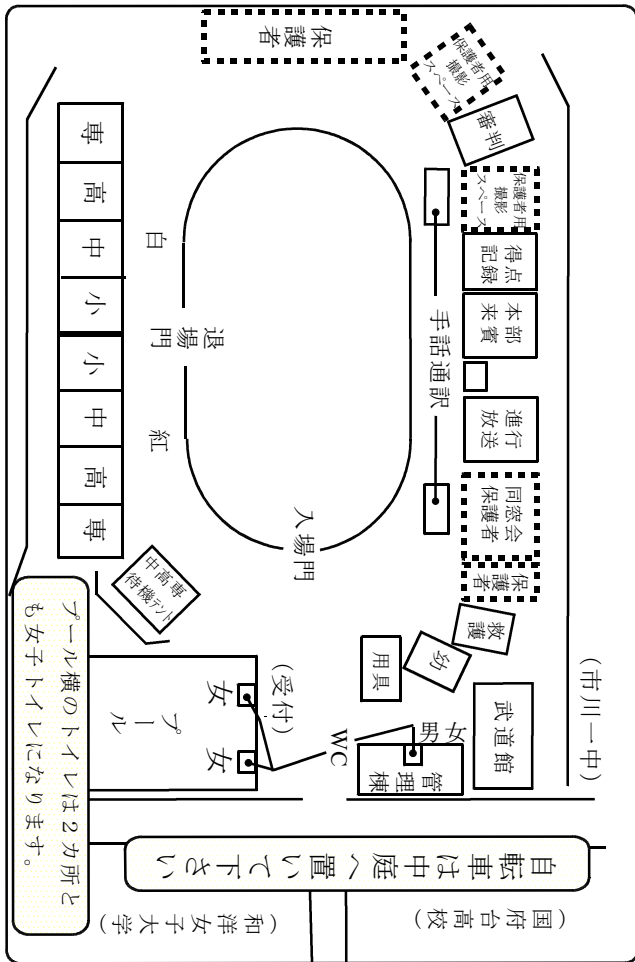 保護者
保護者用
撮影
スペース
審判
保護者用
撮影
スペース
得点
記録
本部
来賓
進行
放送
同窓会
保護者
保護者
救護
幼
用具
武道館
(市川一中)
手話通訳
専
高
中
小
小
中
高
専
白
紅
退場門
入場門
中高専
待機テント
(受付)
女
女
プール
WC
男女
管理棟
プール横のトイレは2カ所と
も女子トイレになります。
自転車は中庭へ置いて下さい
(和洋女子大学)
(国府台高校)